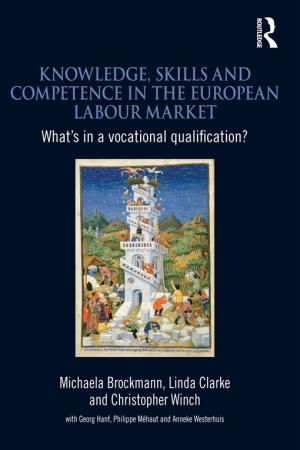 ROUTLEDGE
KNOWLEDGE, SKILLS AND
COMPETENCE IN THE EUROPEAN
LABOUR MARKET
What's in a vocational qualification?
Michaela Brockmann, Linda Clarke
and Christopher Winch
with Georg Hanf, Philippe Méhaut and Anneke Westerhuis